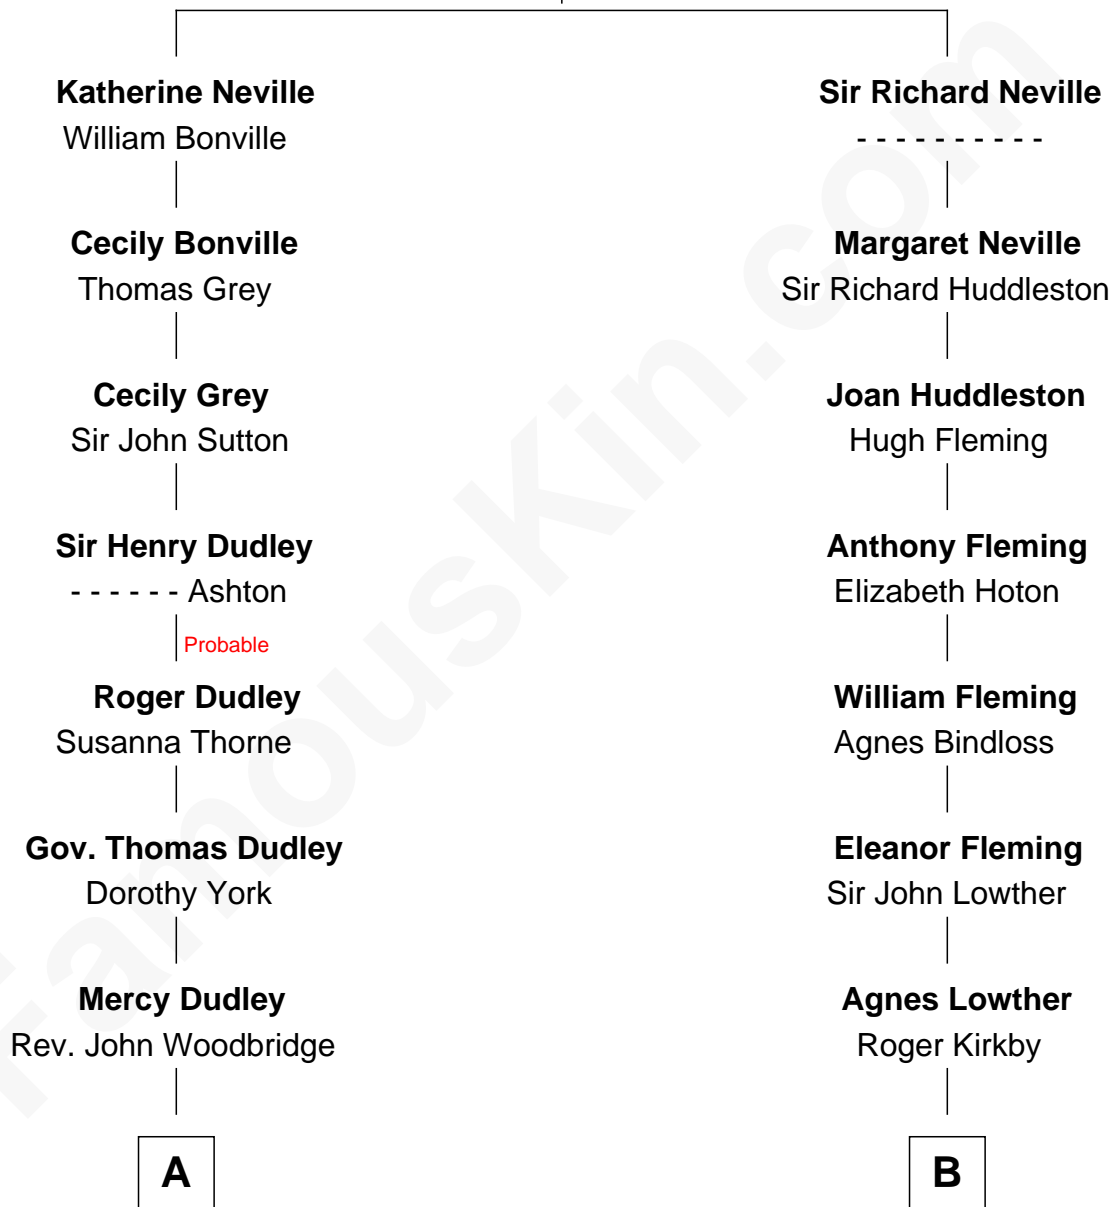 Katherine Neville
William Bonville
Sir Richard Neville
- - - - - - - - - -
Cecily Bonville
Thomas Grey
Margaret Neville
Sir Richard Huddleston
Cecily Grey
Sir John Sutton
Joan Huddleston
Hugh Fleming
Sir Henry Dudley
- - - - - - Ashton
Probable
Anthony Fleming
Elizabeth Hoton
Roger Dudley
Susanna Thorne
William Fleming
Agnes Bindloss
Gov. Thomas Dudley
Dorothy York
Eleanor Fleming
Sir John Lowther
Mercy Dudley
Rev. John Woodbridge
Agnes Lowther
Roger Kirkby
A
B
FamousKin.com